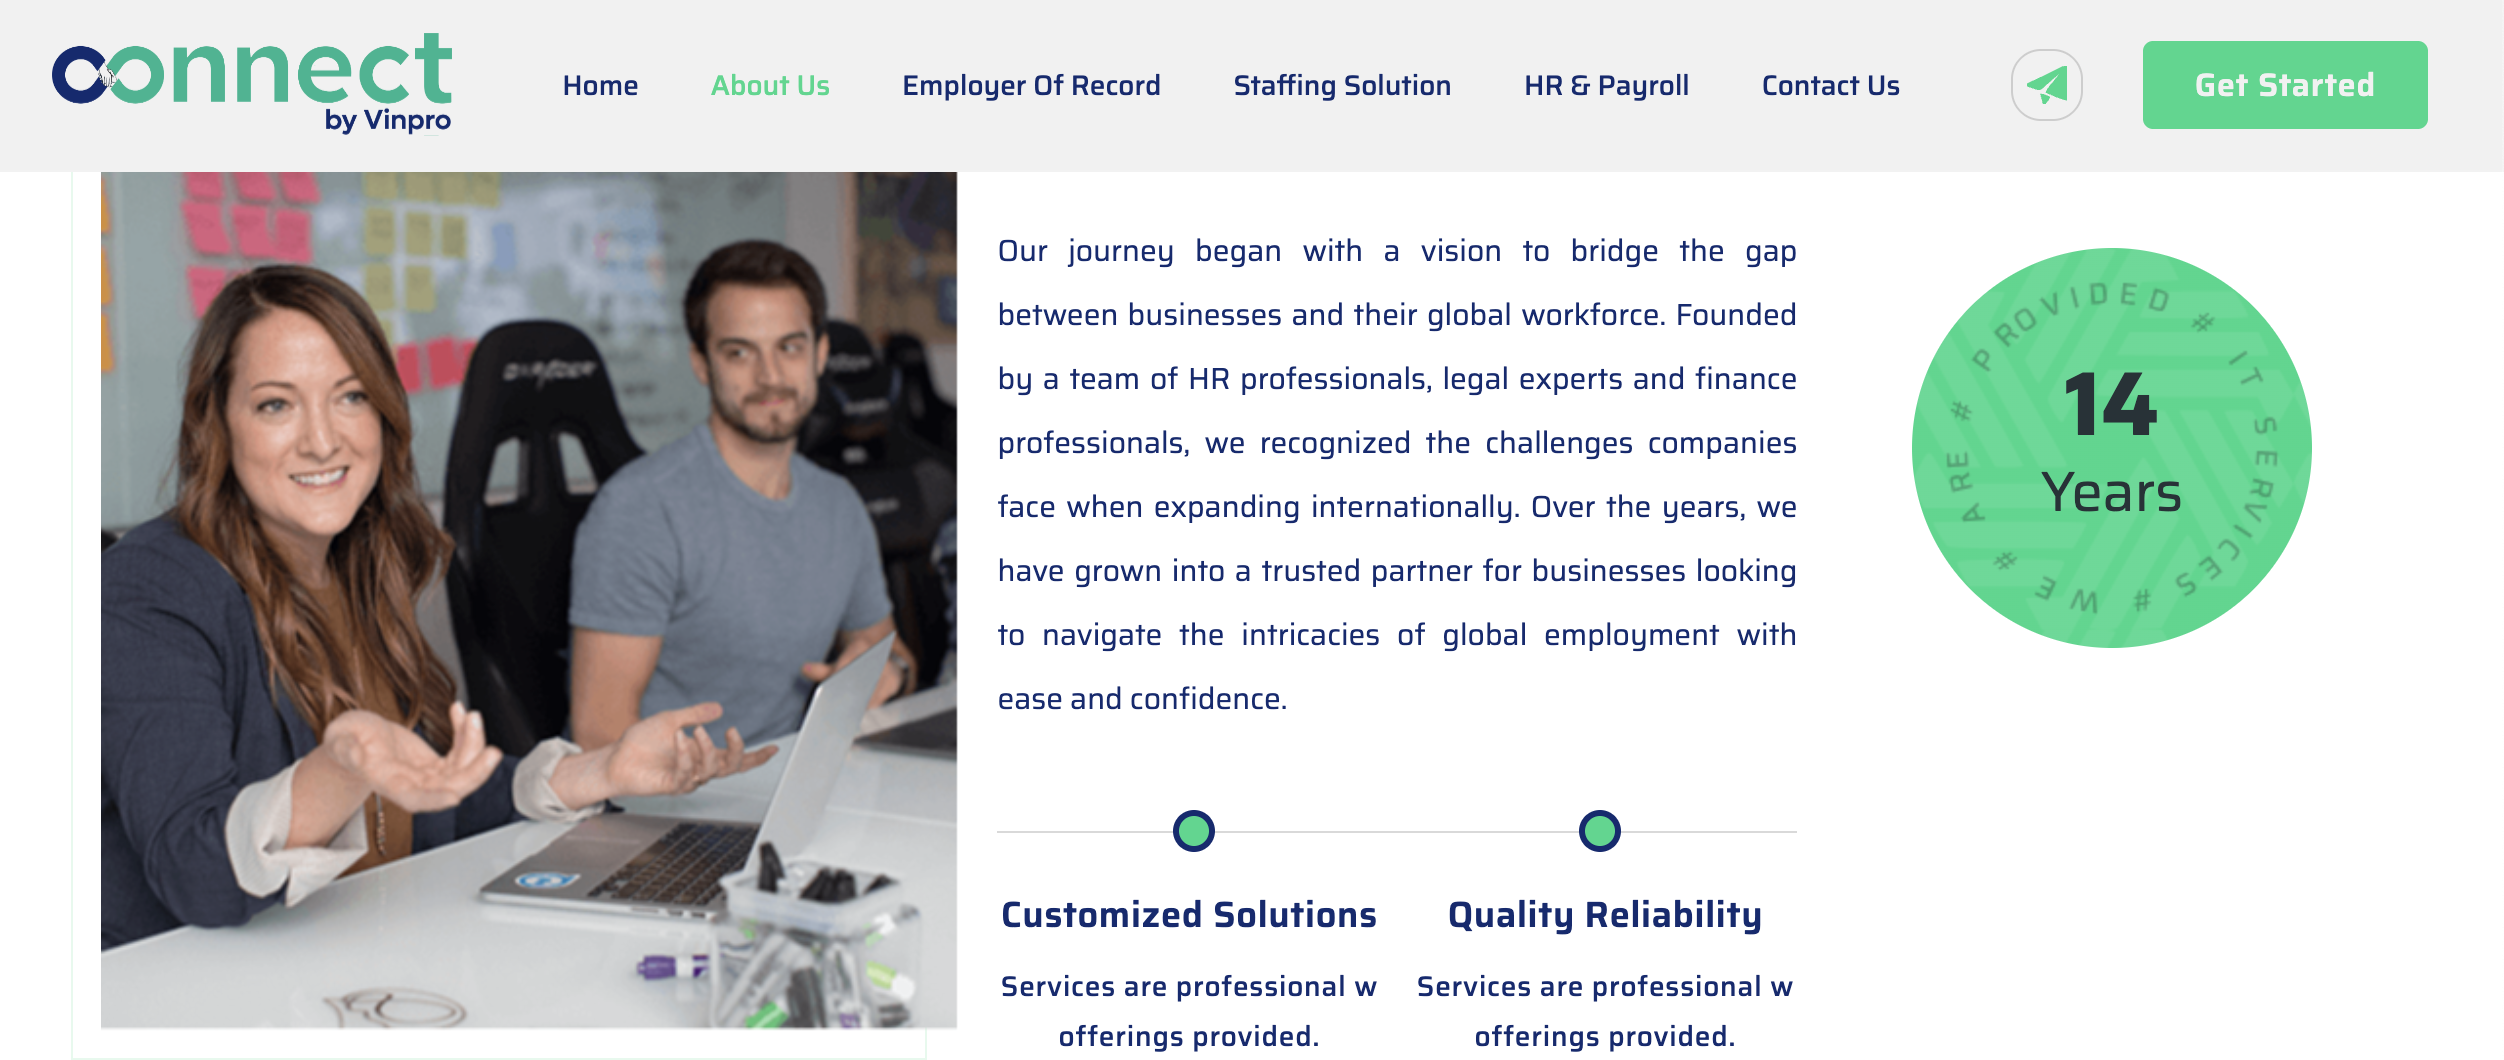 connect
by Vinpro
Home
About Us
Employer Of Record
Staffing Solution
HR & Payroll
Contact Us
Get Started
Our journey began with a vision to bridge the gap
between businesses and their global workforce. Founded
by a team of HR professionals, legal experts and finance
professionals, we recognized the challenges companies
face when expanding internationally. Over the years, we
have grown into a trusted partner for businesses looking
to navigate the intricacies of global employment with
ease and confidence.
# PROVIDED # IT SERVICES # WE # ARE
14
Years
Customized Solutions
Services are professional w
offerings provided.
Quality Reliability
Services are professional w
offerings provided.